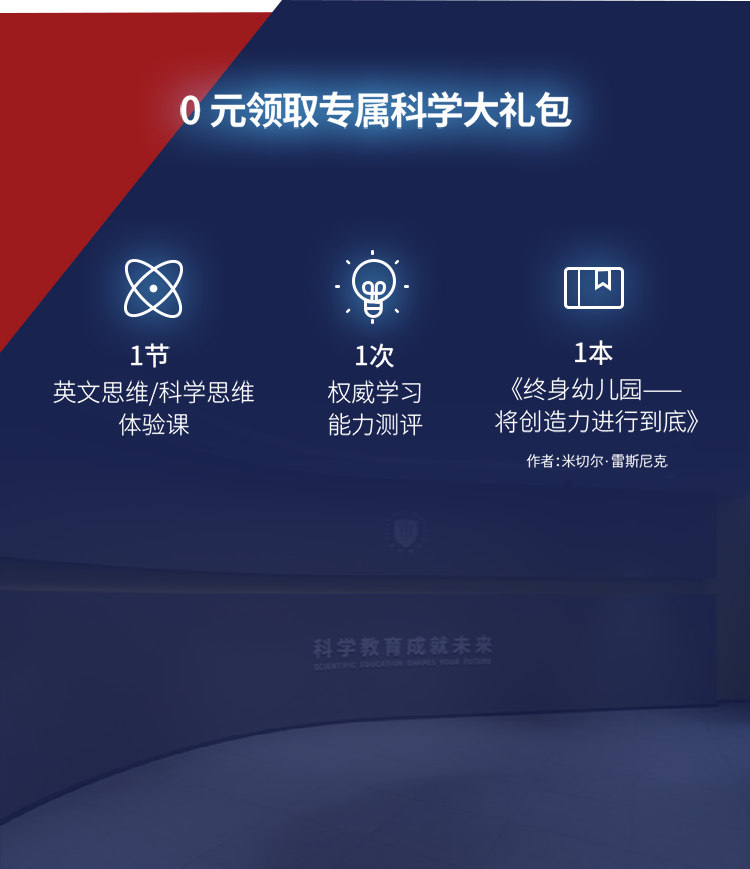 0 元领取专属科学大礼包
1节
英文思维/科学思维
体验课
1次
权威学习
能力测评
1本
《终身幼儿园——
将创造力进行到底》
作者:米切尔·雷斯尼克
科学教育成就未来
SCIENTIFIC EDUCATION SHAPES YOUR FUTURE